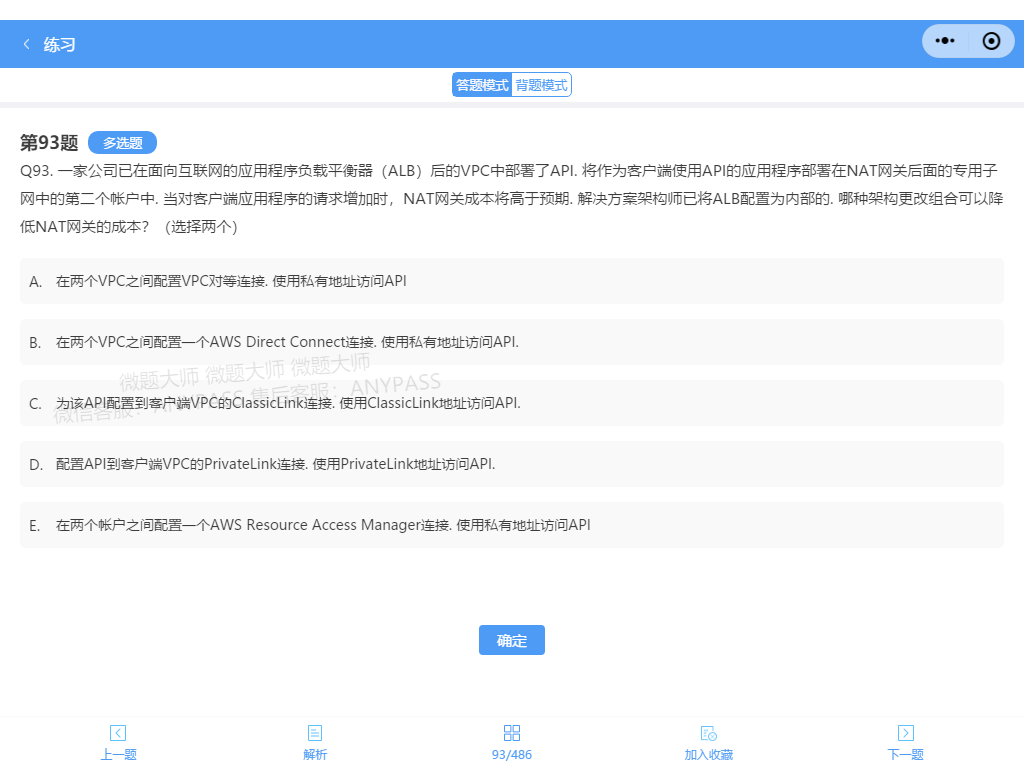 练习
答题模式 背题模式
第93题 多选题
Q93. 一家公司已在面向互联网的应用程序负载平衡器（ALB）后的VPC中部署了API. 将作为客户端使用API的应用程序部署在NAT网关后面的专用子
网中的第二个帐户中. 当对客户端应用程序的请求增加时，NAT网关成本将高于预期. 解决方案架构师已将ALB配置为内部的. 哪种架构更改组合可以降
低NAT网关的成本？（选择两个）
A. 在两个VPC之间配置VPC对等连接. 使用私有地址访问API
B. 在两个VPC之间配置一个AWS Direct Connect连接. 使用私有地址访问API.
微题大师 微题大师 微题大师
微信客服：ANYPASS 售后客服：ANYPASS
C. 为该API配置到客户端VPC的ClassicLink连接. 使用ClassicLink地址访问API.
D. 配置API到客户端VPC的PrivateLink连接. 使用PrivateLink地址访问API.
E. 在两个帐户之间配置一个AWS Resource Access Manager连接. 使用私有地址访问API
确定
上一题 解析 93/486 加入收藏 下一题